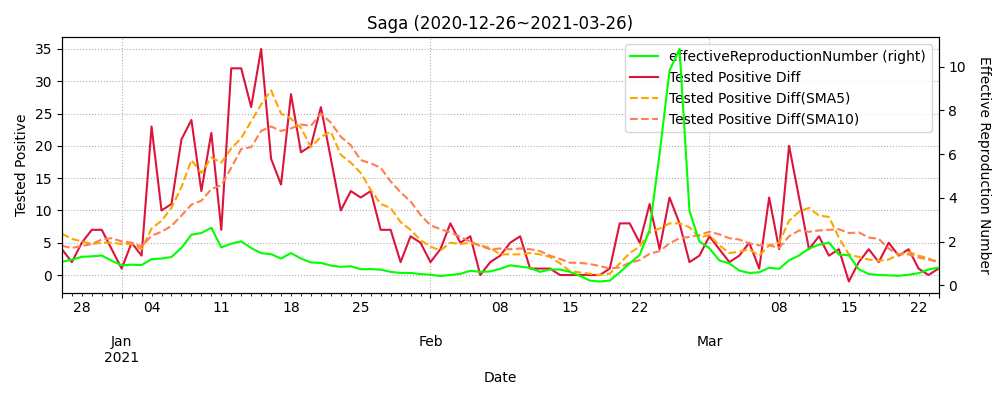 Saga (2020-12-26~2021-03-26)
effectiveReproductionNumber (right)
Tested Positive Diff
Tested Positive Diff(SMA5)
Tested Positive Diff(SMA10)
Tested Positive
35
30
25
20
15
10
5
0
Effective Reproduction Number
10
8
6
4
2
0
28 04 11 18 25 08 15 22 08 15 22
Jan Feb Mar
2021
Date